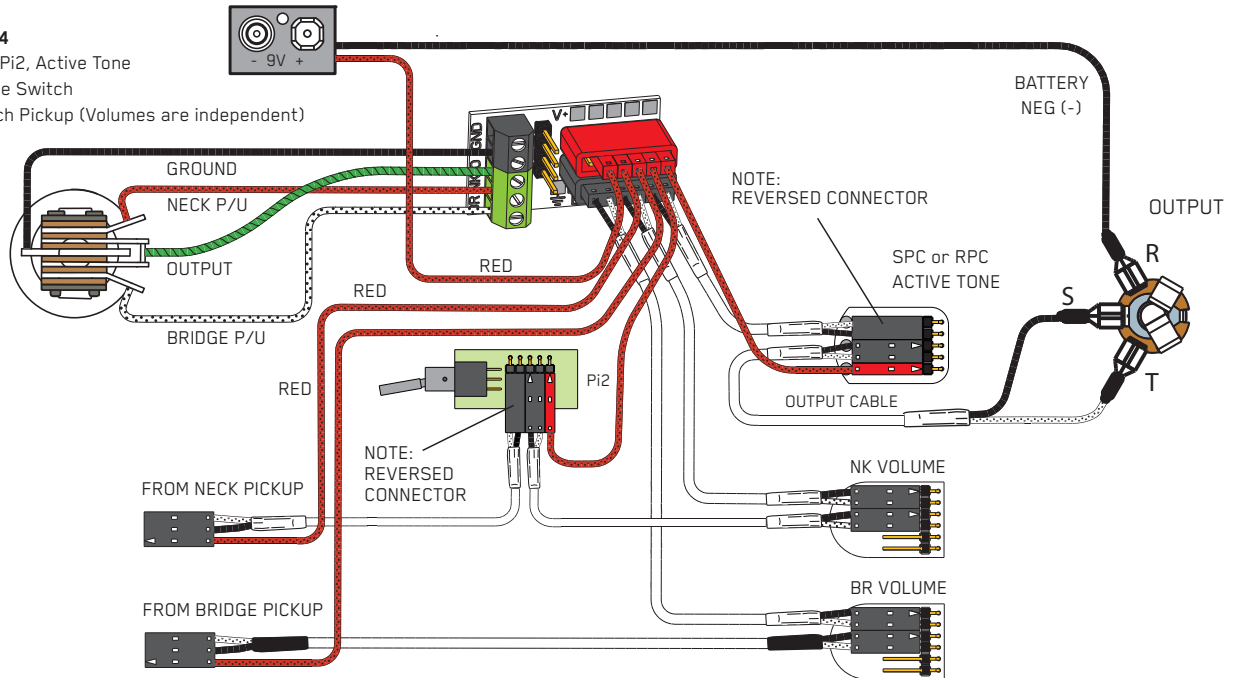 4
Pi2, Active Tone
e Switch
ch Pickup (Volumes are independent)
- 9V +
BATTERY
NEG (-)
V+
GND
GROUND
NECK P/U
OUTPUT
BRIDGE P/U
RED
RED
RED
NOTE:
REVERSED CONNECTOR
SPC or RPC
ACTIVE TONE
OUTPUT
R
S
T
Pi2
OUTPUT CABLE
NOTE:
REVERSED
CONNECTOR
FROM NECK PICKUP
NK VOLUME
FROM BRIDGE PICKUP
BR VOLUME